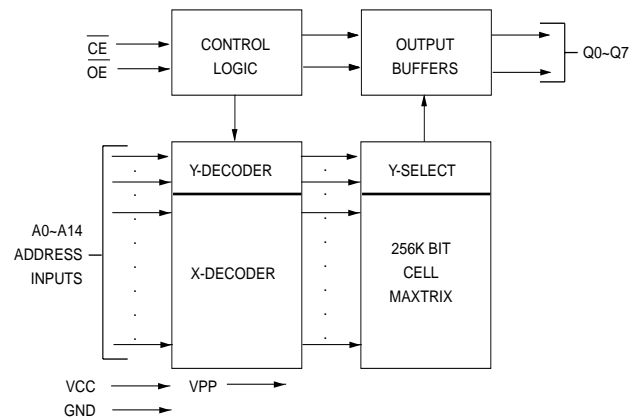 CE
OE
CONTROL
LOGIC
OUTPUT
BUFFERS
Q0~Q7
Y-DECODER
Y-SELECT
A0~A14
ADDRESS
INPUTS
X-DECODER
256K BIT
CELL
MAXTRIX
VCC
VPP
GND